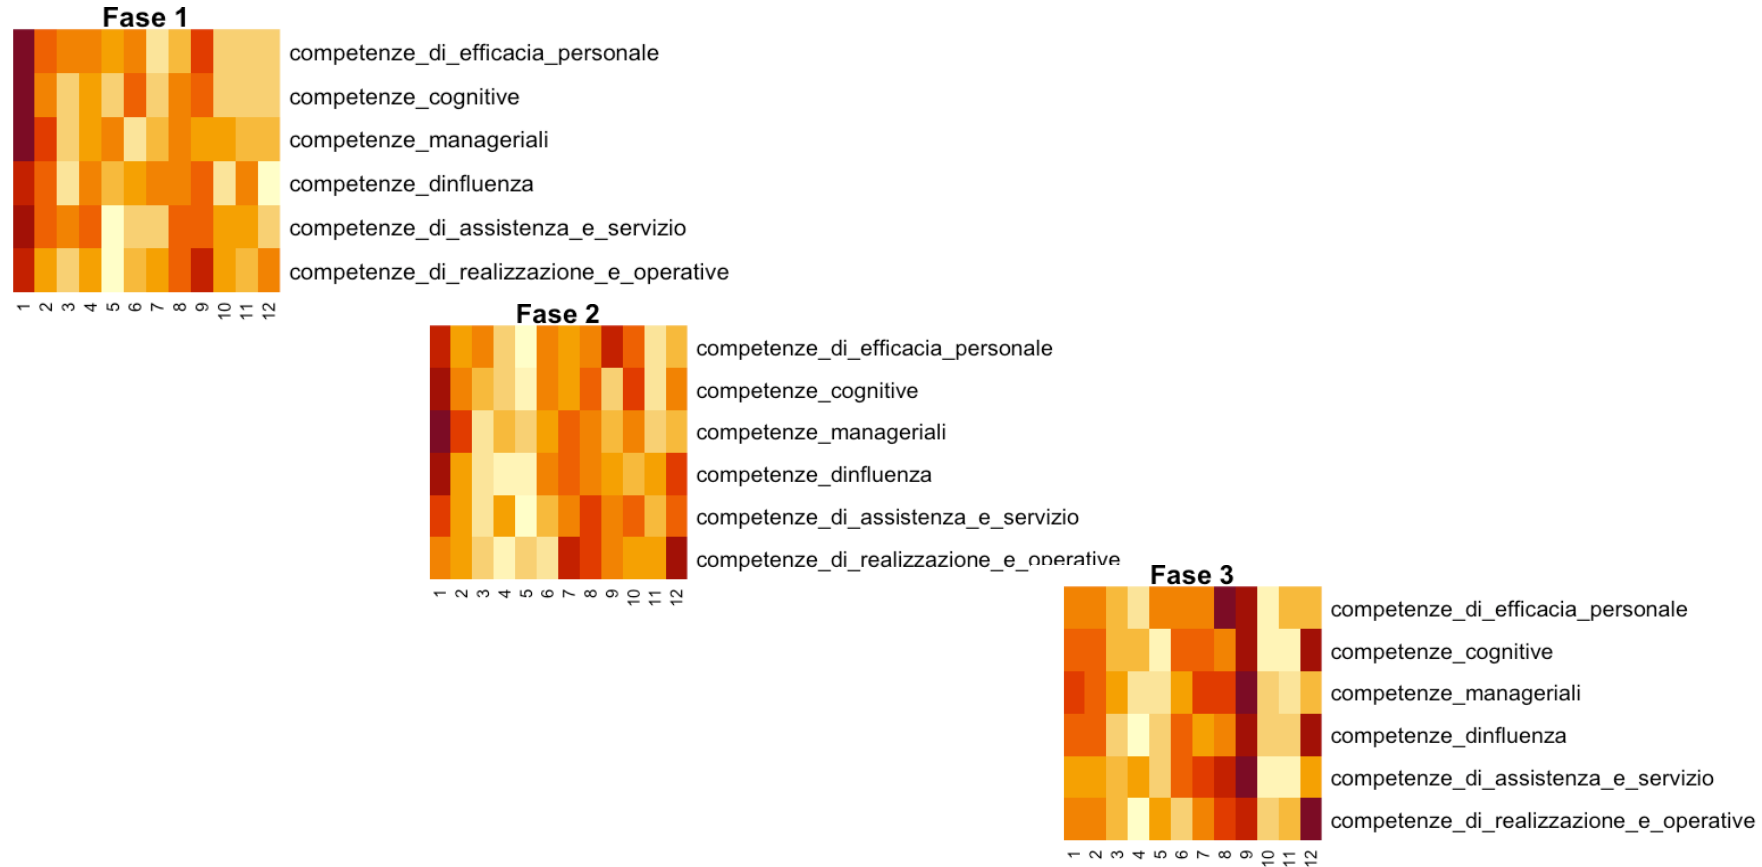 Fase 1
competenze_di_efficacia_personale
competenze_cognitive
competenze_manageriali
competenze_dinfluenza
competenze_di_assistenza_e_servizio
competenze_di_realizzazione_e_operative
1 2 3 4 5 6 7 8 9 10 11 12
Fase 2
competenze_di_efficacia_personale
competenze_cognitive
competenze_manageriali
competenze_dinfluenza
competenze_di_assistenza_e_servizio
competenze_di_realizzazione_e_operative
1 2 3 4 5 6 7 8 9 10 11 12
Fase 3
competenze_di_efficacia_personale
competenze_cognitive
competenze_manageriali
competenze_dinfluenza
competenze_di_assistenza_e_servizio
competenze_di_realizzazione_e_operative
1 2 3 4 5 6 7 8 9 10 11 12